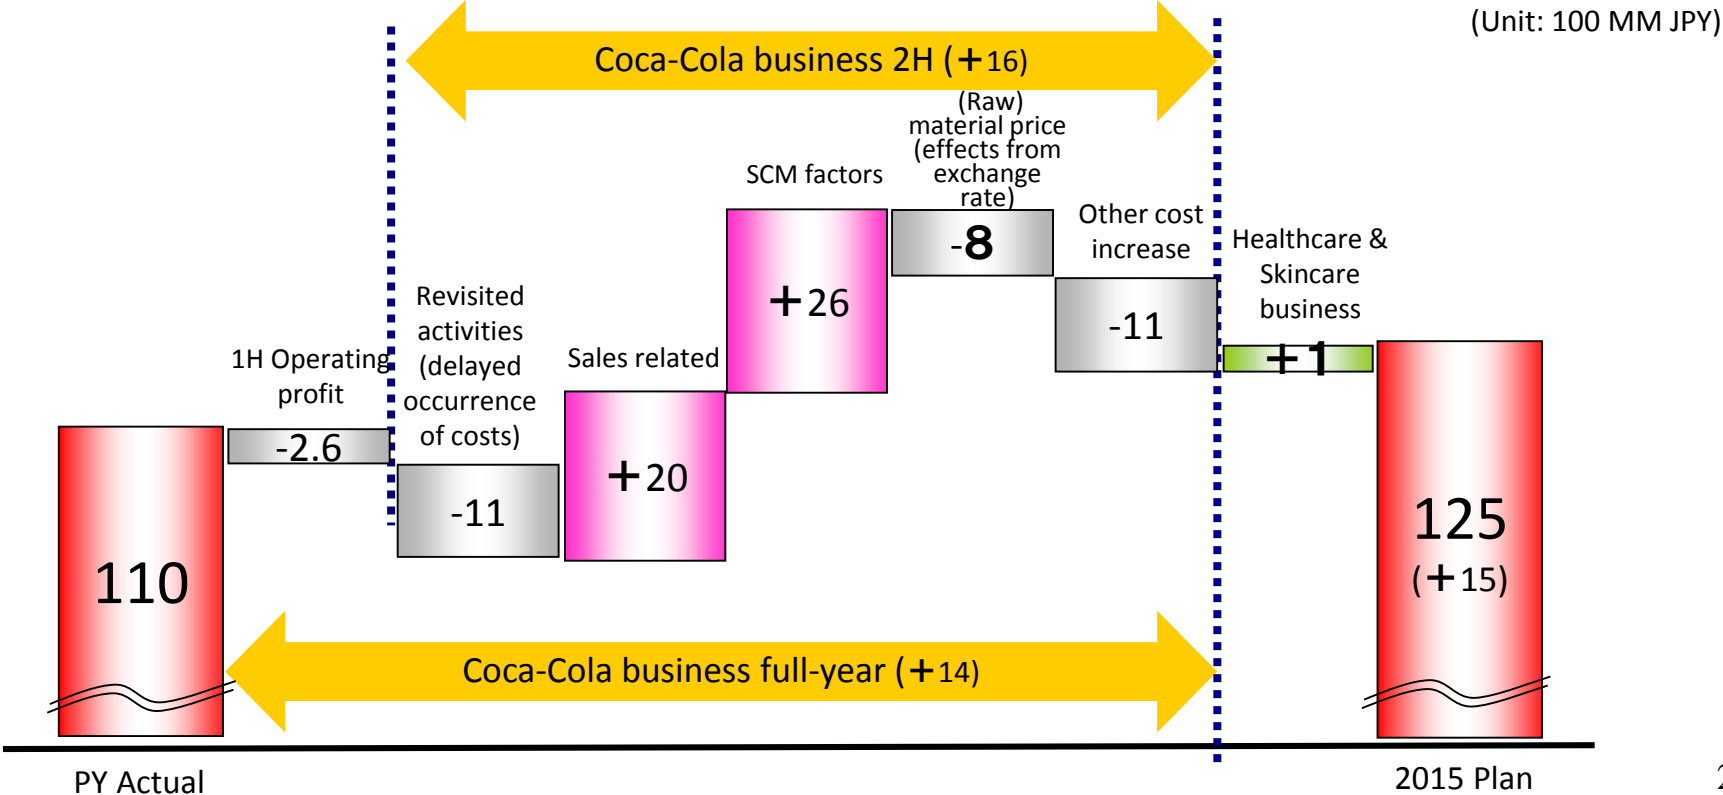 (Unit: 100 MM JPY)
Coca-Cola business 2H (+16)
(Raw)
material price
(effects from
exchange
rate)
SCM factors
Other cost
increase
Healthcare &
Skincare
business
Revisited
activities
(delayed
occurrence
of costs)
Sales related
1H Operating
profit
110
-2.6
-11
+20
+26
-8
-11
+1
125
(+15)
Coca-Cola business full-year (+14)
PY Actual
2015 Plan